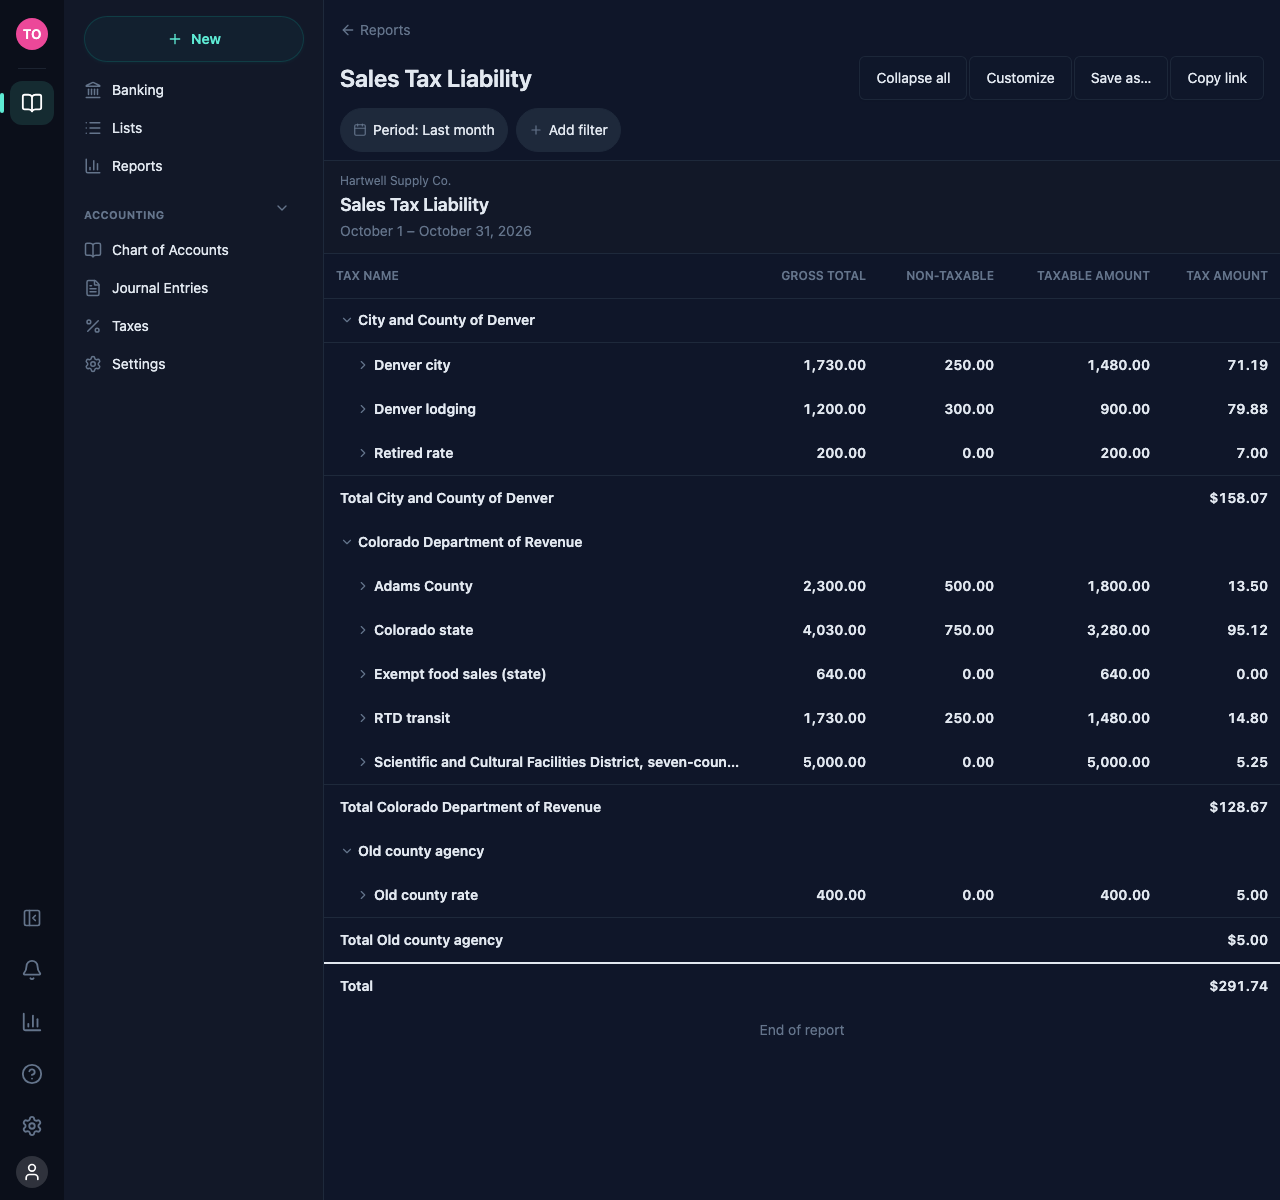 TO
New
Banking
Lists
Reports
ACCOUNTING
Chart of Accounts
Journal Entries
Taxes
Settings
Reports
Sales Tax Liability
Collapse all
Customize
Save as...
Copy link
Period: Last month
Add filter
Hartwell Supply Co.
Sales Tax Liability
October 1 – October 31, 2026
TAX NAME GROSS TOTAL NON-TAXABLE TAXABLE AMOUNT TAX AMOUNT
City and County of Denver
Denver city 1,730.00 250.00 1,480.00 71.19
Denver lodging 1,200.00 300.00 900.00 79.88
Retired rate 200.00 0.00 200.00 7.00
Total City and County of Denver $158.07
Colorado Department of Revenue
Adams County 2,300.00 500.00 1,800.00 13.50
Colorado state 4,030.00 750.00 3,280.00 95.12
Exempt food sales (state) 640.00 0.00 640.00 0.00
RTD transit 1,730.00 250.00 1,480.00 14.80
Scientific and Cultural Facilities District, seven-coun... 5,000.00 0.00 5,000.00 5.25
Total Colorado Department of Revenue $128.67
Old county agency
Old county rate 400.00 0.00 400.00 5.00
Total Old county agency $5.00
Total $291.74
End of report